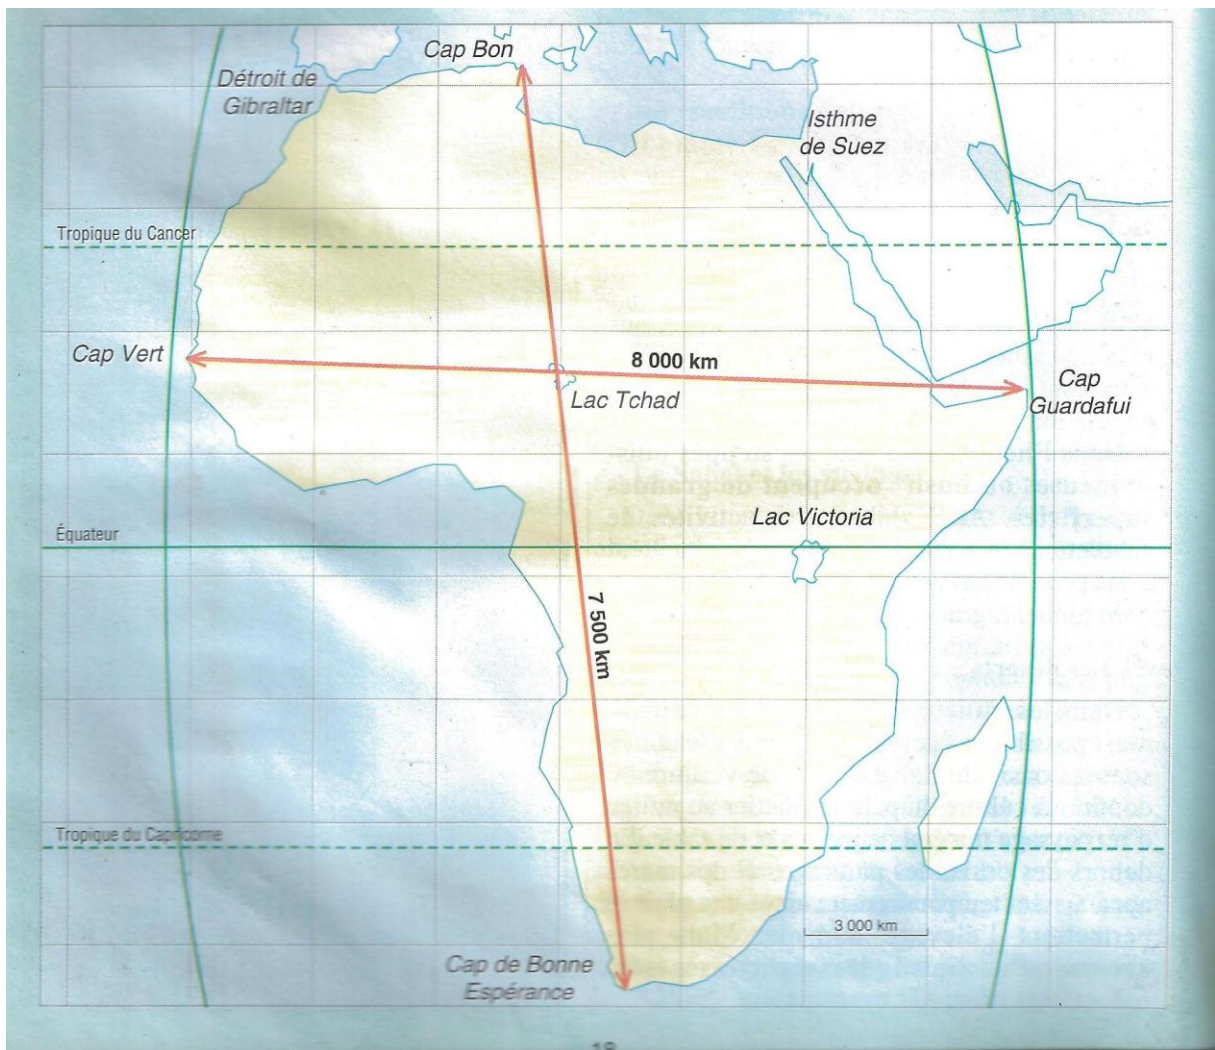 Cap Bon
Détroit de
Gibraltar
Isthme
de Suez
Tropique du Cancer
Cap Vert
8 000 km
Cap
Guardafui
Lac Tchad
Lac Victoria
Équateur
7 500 km
Tropique du Capricorne
3 000 km
Cap de Bonne
Espérance